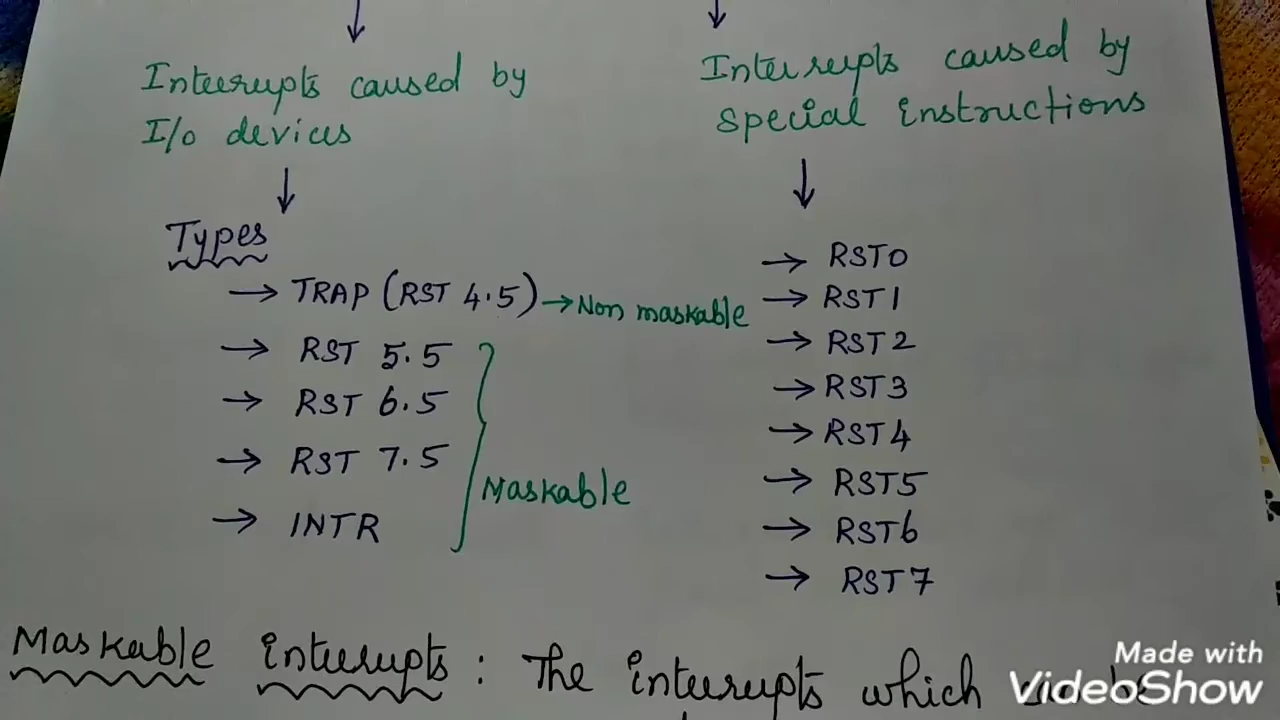 Interrupts caused by
I/o devices
Types
→ TRAP (RST 4.5) → Non maskable
→ RST 5.5
→ RST 6.5
→ RST 7.5
→ INTR
Maskable
Interrupts caused by
special instructions
→ RST0
→ RST1
→ RST2
→ RST3
→ RST4
→ RST5
→ RST6
→ RST7
Maskable interrupts : The interrupts which can be
Made with
VideoShow